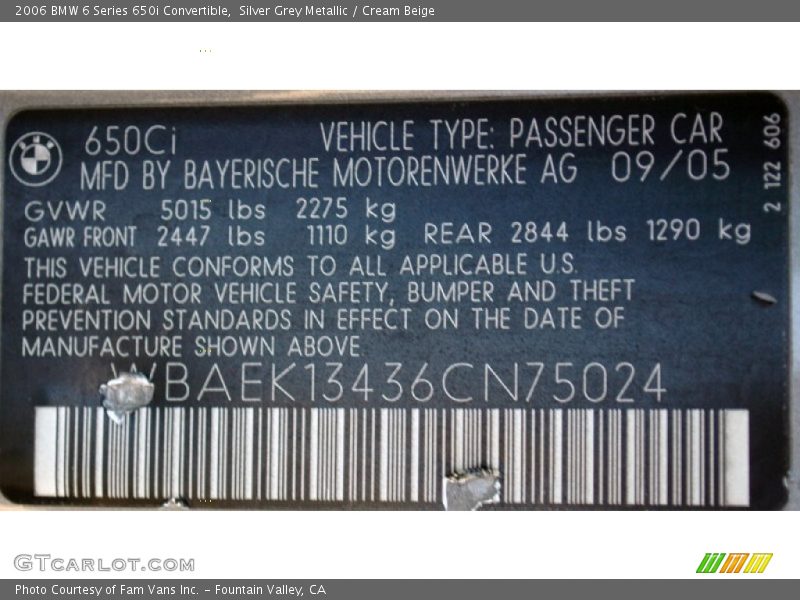 2006 BMW 6 Series 650i Convertible,  Silver Grey Metallic / Cream Beige
650Ci VEHICLE TYPE: PASSENGER CAR
MFD BY BAYERISCHE MOTORENWERKE AG 09/05
GVWR 5015 lbs 2275 kg
GAWR FRONT 2447 lbs 1110 kg REAR 2844 lbs 1290 kg
THIS VEHICLE CONFORMS TO ALL APPLICABLE U.S.
FEDERAL MOTOR VEHICLE SAFETY, BUMPER AND THEFT
PREVENTION STANDARDS IN EFFECT ON THE DATE OF
MANUFACTURE SHOWN ABOVE
WBAEK13436CN75024
2 122 606
GTCARLOT.COM
Photo Courtesy of Fam Vans Inc. - Fountain Valley, CA